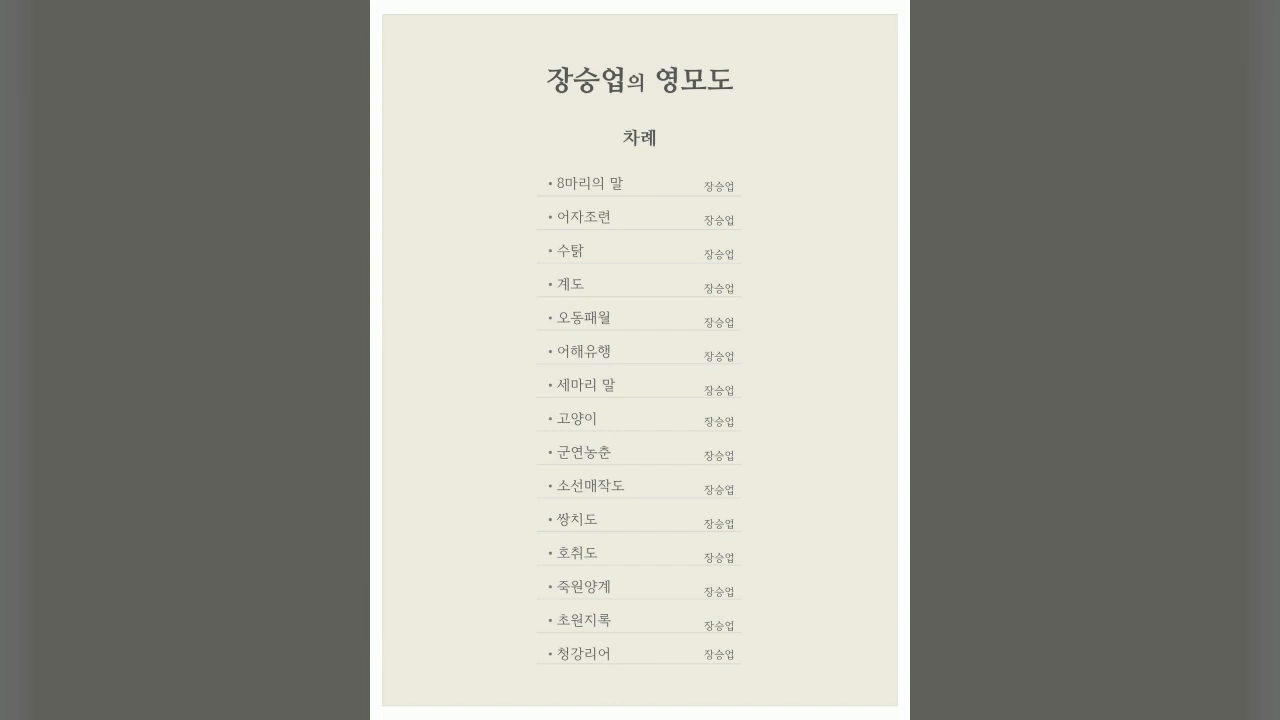 장승업의 영모도
차례
• 8마리의 말 장승업
• 어자조련 장승업
• 수탉 장승업
• 계도 장승업
• 오동패월 장승업
• 어해유행 장승업
• 세마리 말 장승업
• 고양이 장승업
• 군연농춘 장승업
• 소선매작도 장승업
• 쌍치도 장승업
• 호취도 장승업
• 죽원양계 장승업
• 초원지록 장승업
• 청강리어 장승업